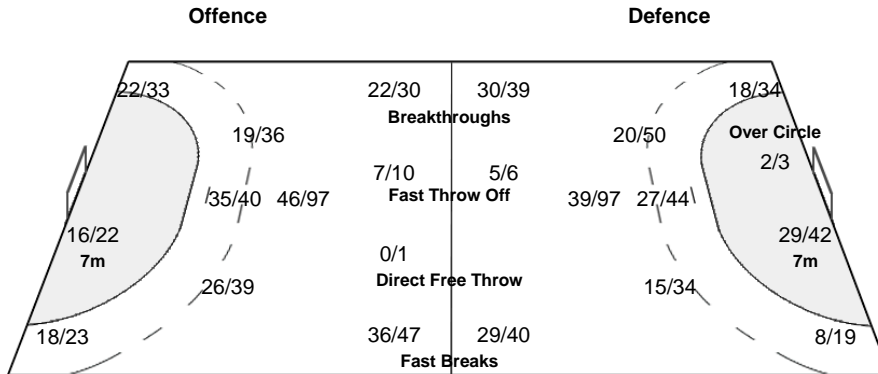 Offence Defence
22/33 22/30 30/39 18/34
Breakthroughs
19/36 20/50 Over Circle
2/3
7/10 5/6
35/40 46/97 Fast Throw Off 39/97 27/44
16/22 29/42
0/1
7m 7m
Direct Free Throw
26/39 15/34
18/23 36/47 29/40 8/19
Fast Breaks